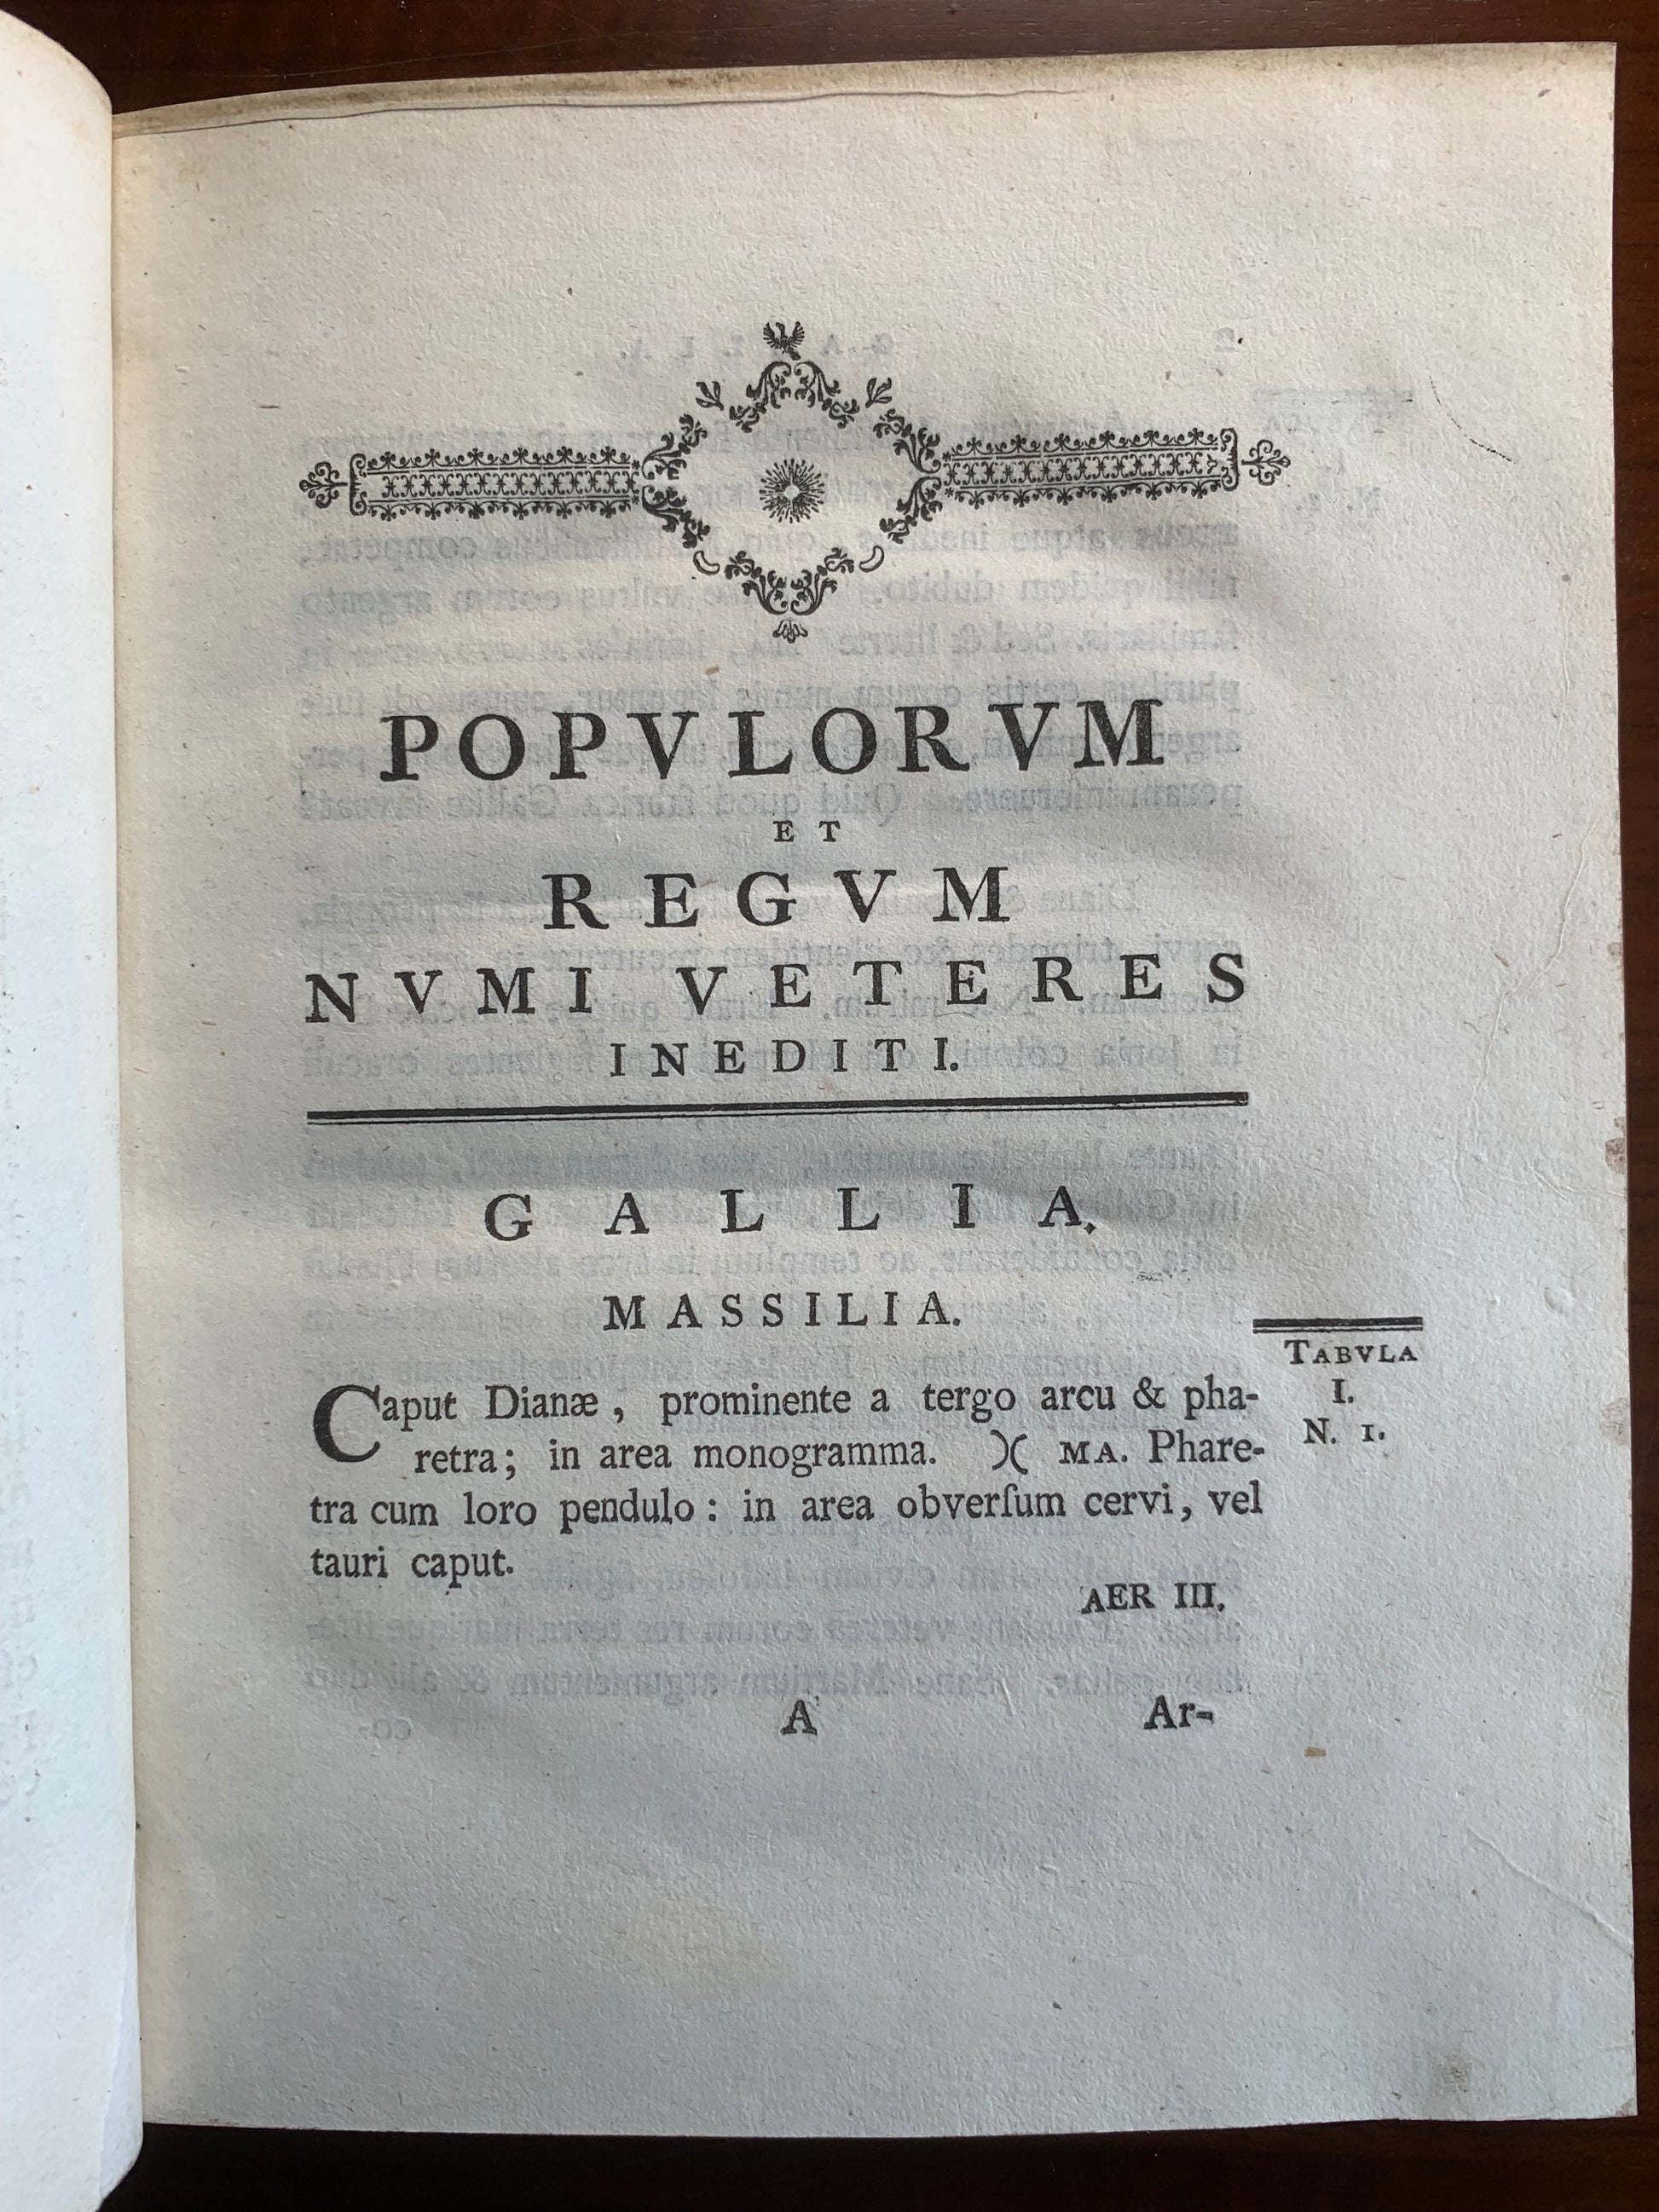 POPVLORVM
ET
REGVM
NVMI VETERES
INEDITI.
GALLIA.
MASSILIA.
TABVLA
I.
N. 1.
Caput Dianæ, prominente a tergo arcu & pha-
retra; in area monogramma. )( MA. Phare-
tra cum loro pendulo: in area obverſum cervi, vel
tauri caput.
AER III.
A
Ar-